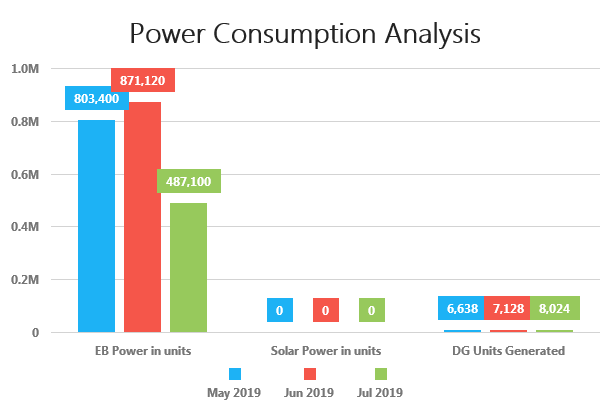 Power Consumption Analysis
1.0M
0.8M
0.6M
0.4M
0.2M
0
803,400
871,120
487,100
0
0
0
6,638
7,128
8,024
EB Power in units
Solar Power in units
DG Units Generated
May 2019
Jun 2019
Jul 2019